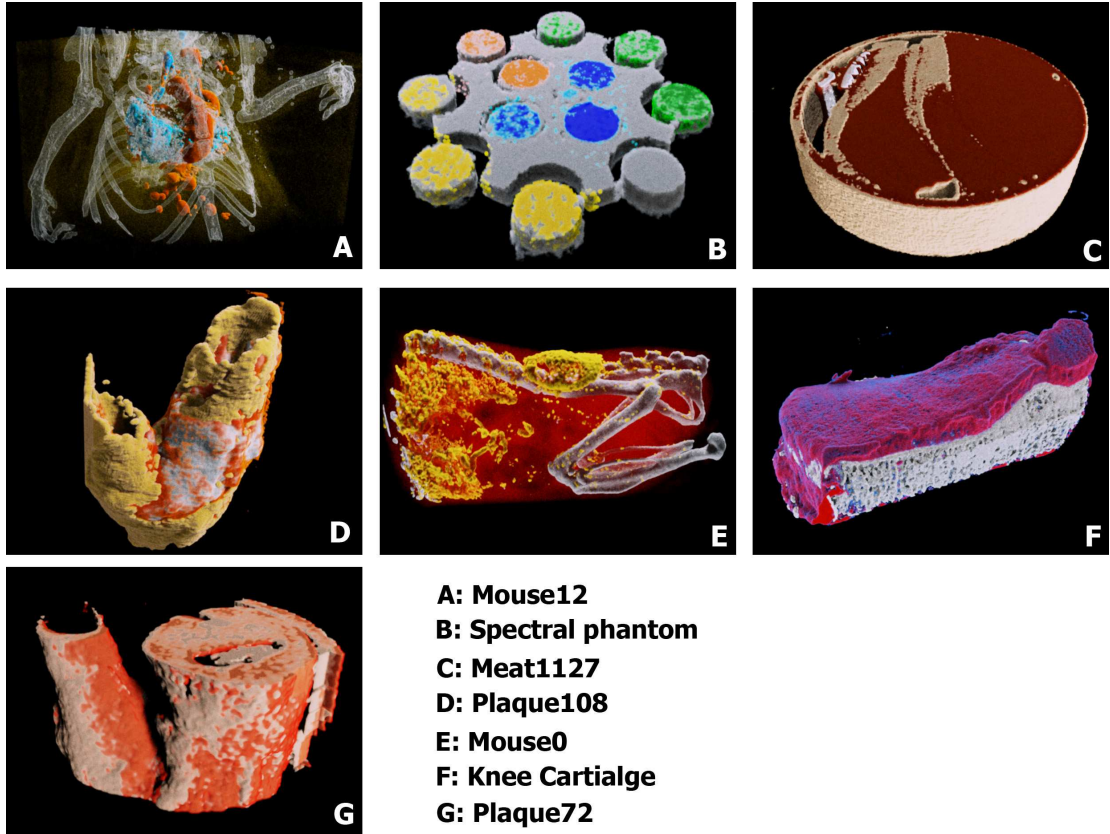 A
B
C
D
E
F
G
A: Mouse12
B: Spectral phantom
C: Meat1127
D: Plaque108
E: Mouse0
F: Knee Cartialge
G: Plaque72